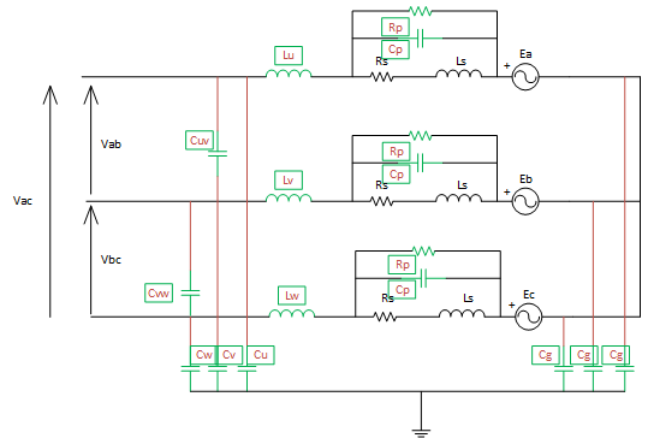 Rp
Lu
Cp
Rs
Ls
Ea
+
Cuv
Vab
Rp
Lv
Cp
Rs
Ls
Eb
+
Vac
Vbc
Cvw
Rp
Lw
Cp
Rs
Ls
Ec
+
Cw Cv Cu Cg Cg Cg